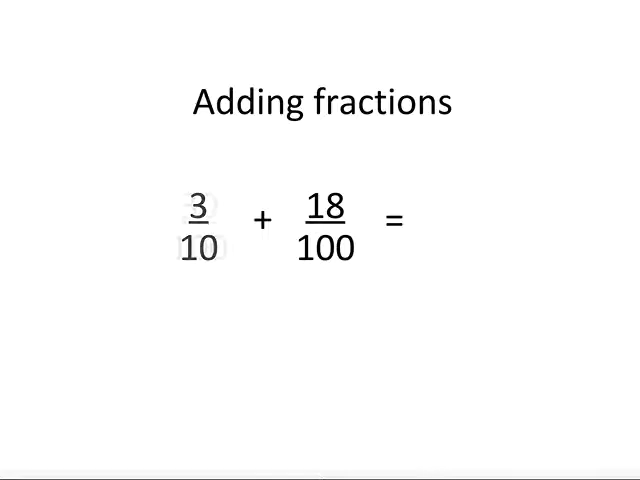 Adding fractions
3/10 + 18/100 =